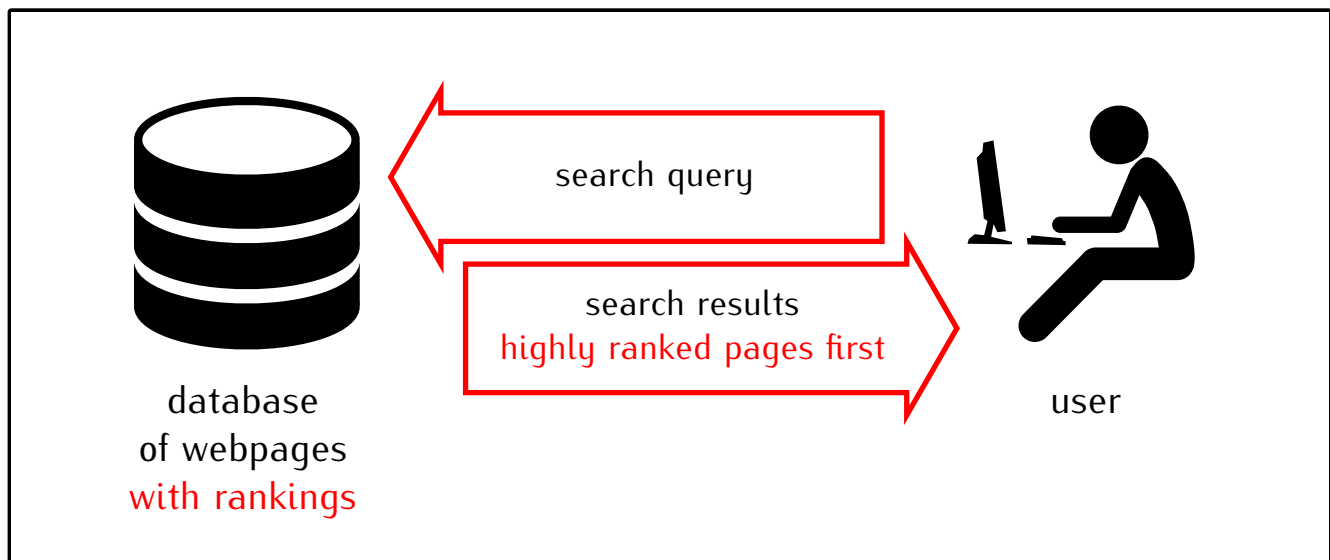 search query
search results
highly ranked pages first
database
of webpages
with rankings
user